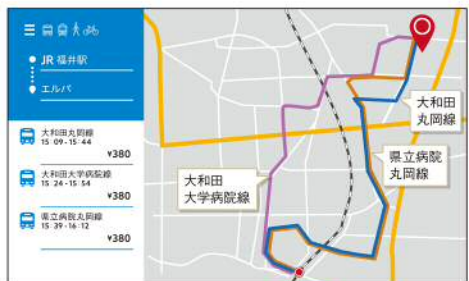 JR 福井駅
エルパ
大和田丸岡線
15:09-15:44
¥380
大和田大学病院線
15:24-15:54
¥380
県立病院丸岡線
15:39-16:12
¥380
大和田
丸岡線
県立病院
丸岡線
大和田
大学病院線